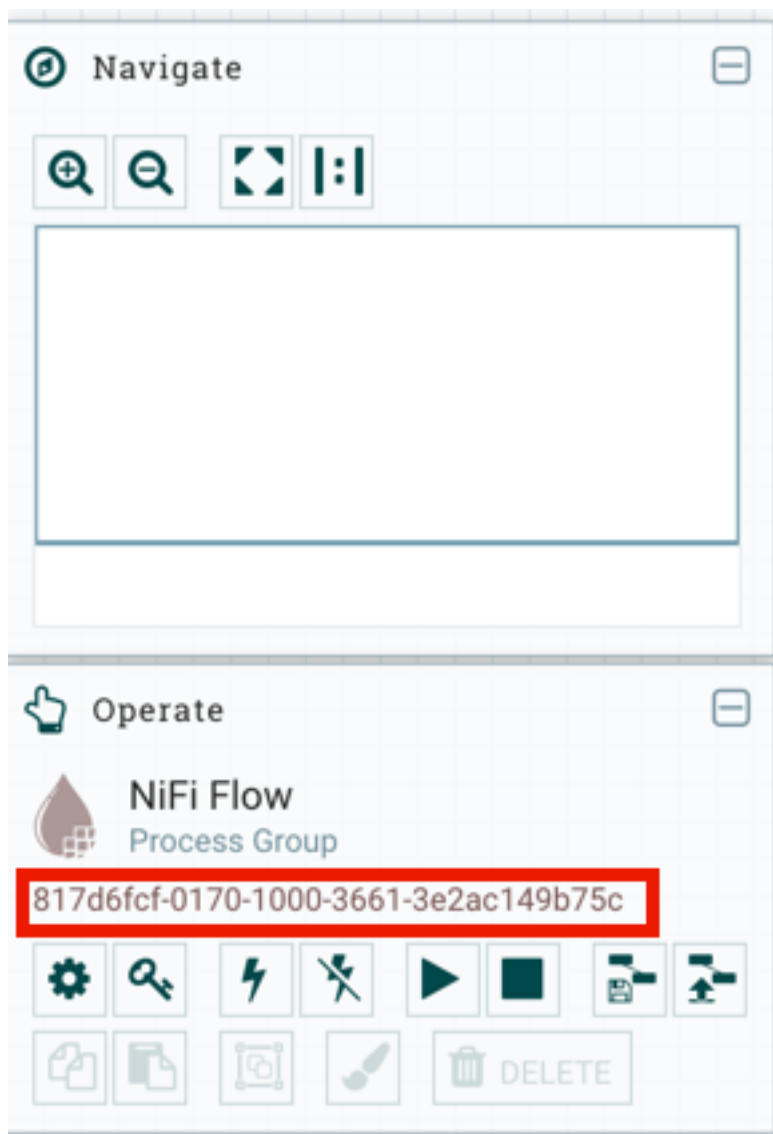 Navigate
Operate
NiFi Flow
Process Group
817d6fcf-0170-1000-3661-3e2ac149b75c
DELETE